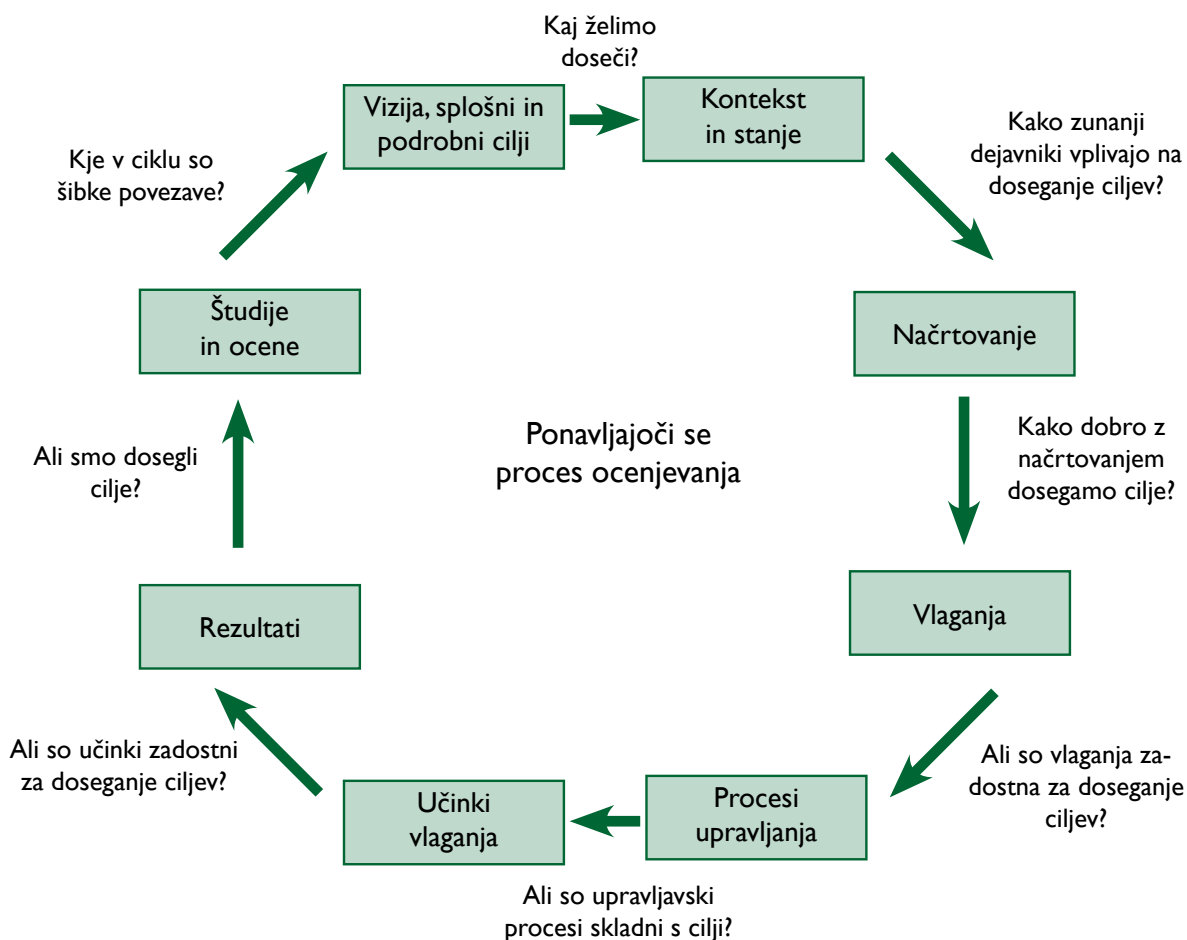 Kaj želimo
doseči?
Vizija, splošni in
podrobni cilji
Kontekst
in stanje
Kako zunanji
dejavniki vplivajo na
doseganje ciljev?
Kje v ciklu so
šibke povezave?
Študije
in ocene
Načrtovanje
Ponavljajoči se
proces ocenjevanja
Kako dobro z
načrtovanjem
dosegamo cilje?
Ali smo dosegli
cilje?
Rezultati
Vlaganja
Ali so učinki zadostni
za doseganje ciljev?
Ali so vlaganja za-
dostna za doseganje
ciljev?
Učinki
vlaganja
Procesi
upravljanja
Ali so upravljavski
procesi skladni s cilji?